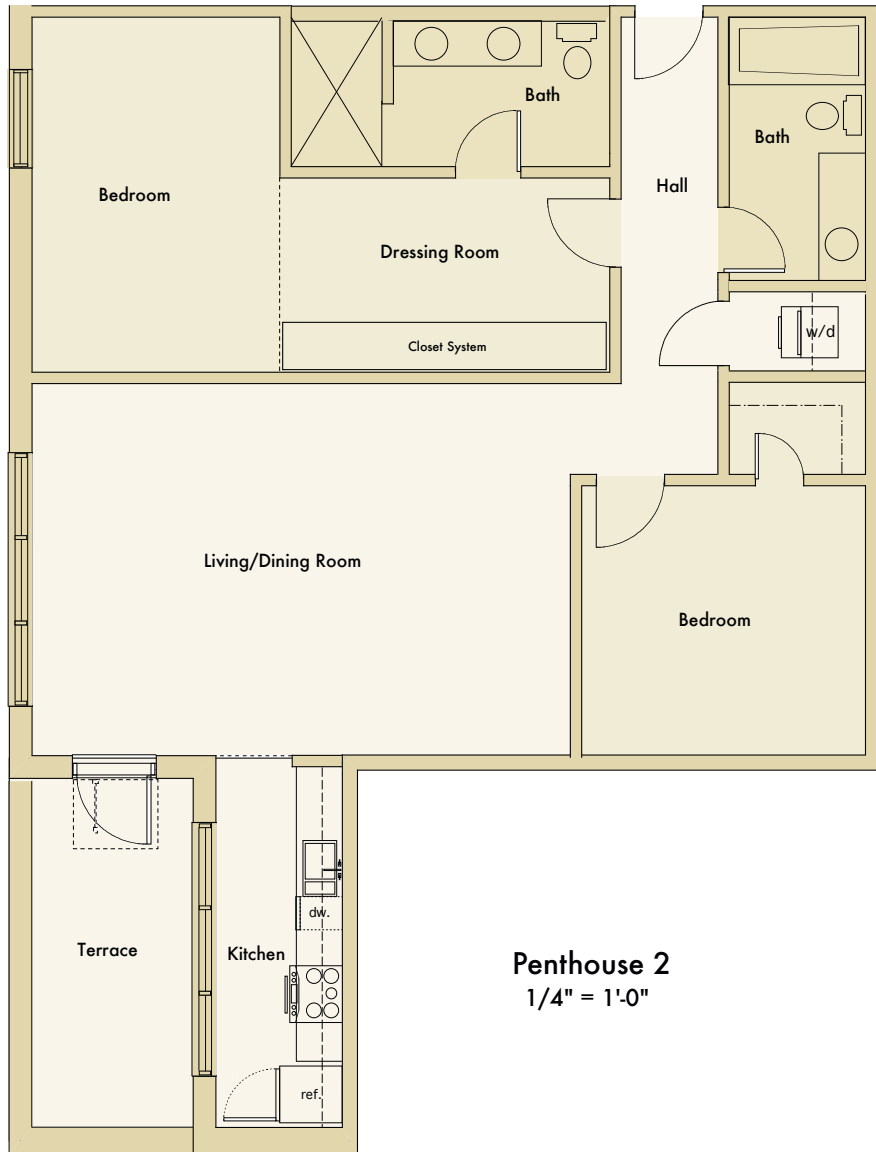 Bath
Bath
Bedroom
Hall
Dressing Room
w/d
Closet System
Living/Dining Room
Bedroom
dw.
Terrace
Kitchen
Penthouse 2
1/4" = 1'-0"
ref.